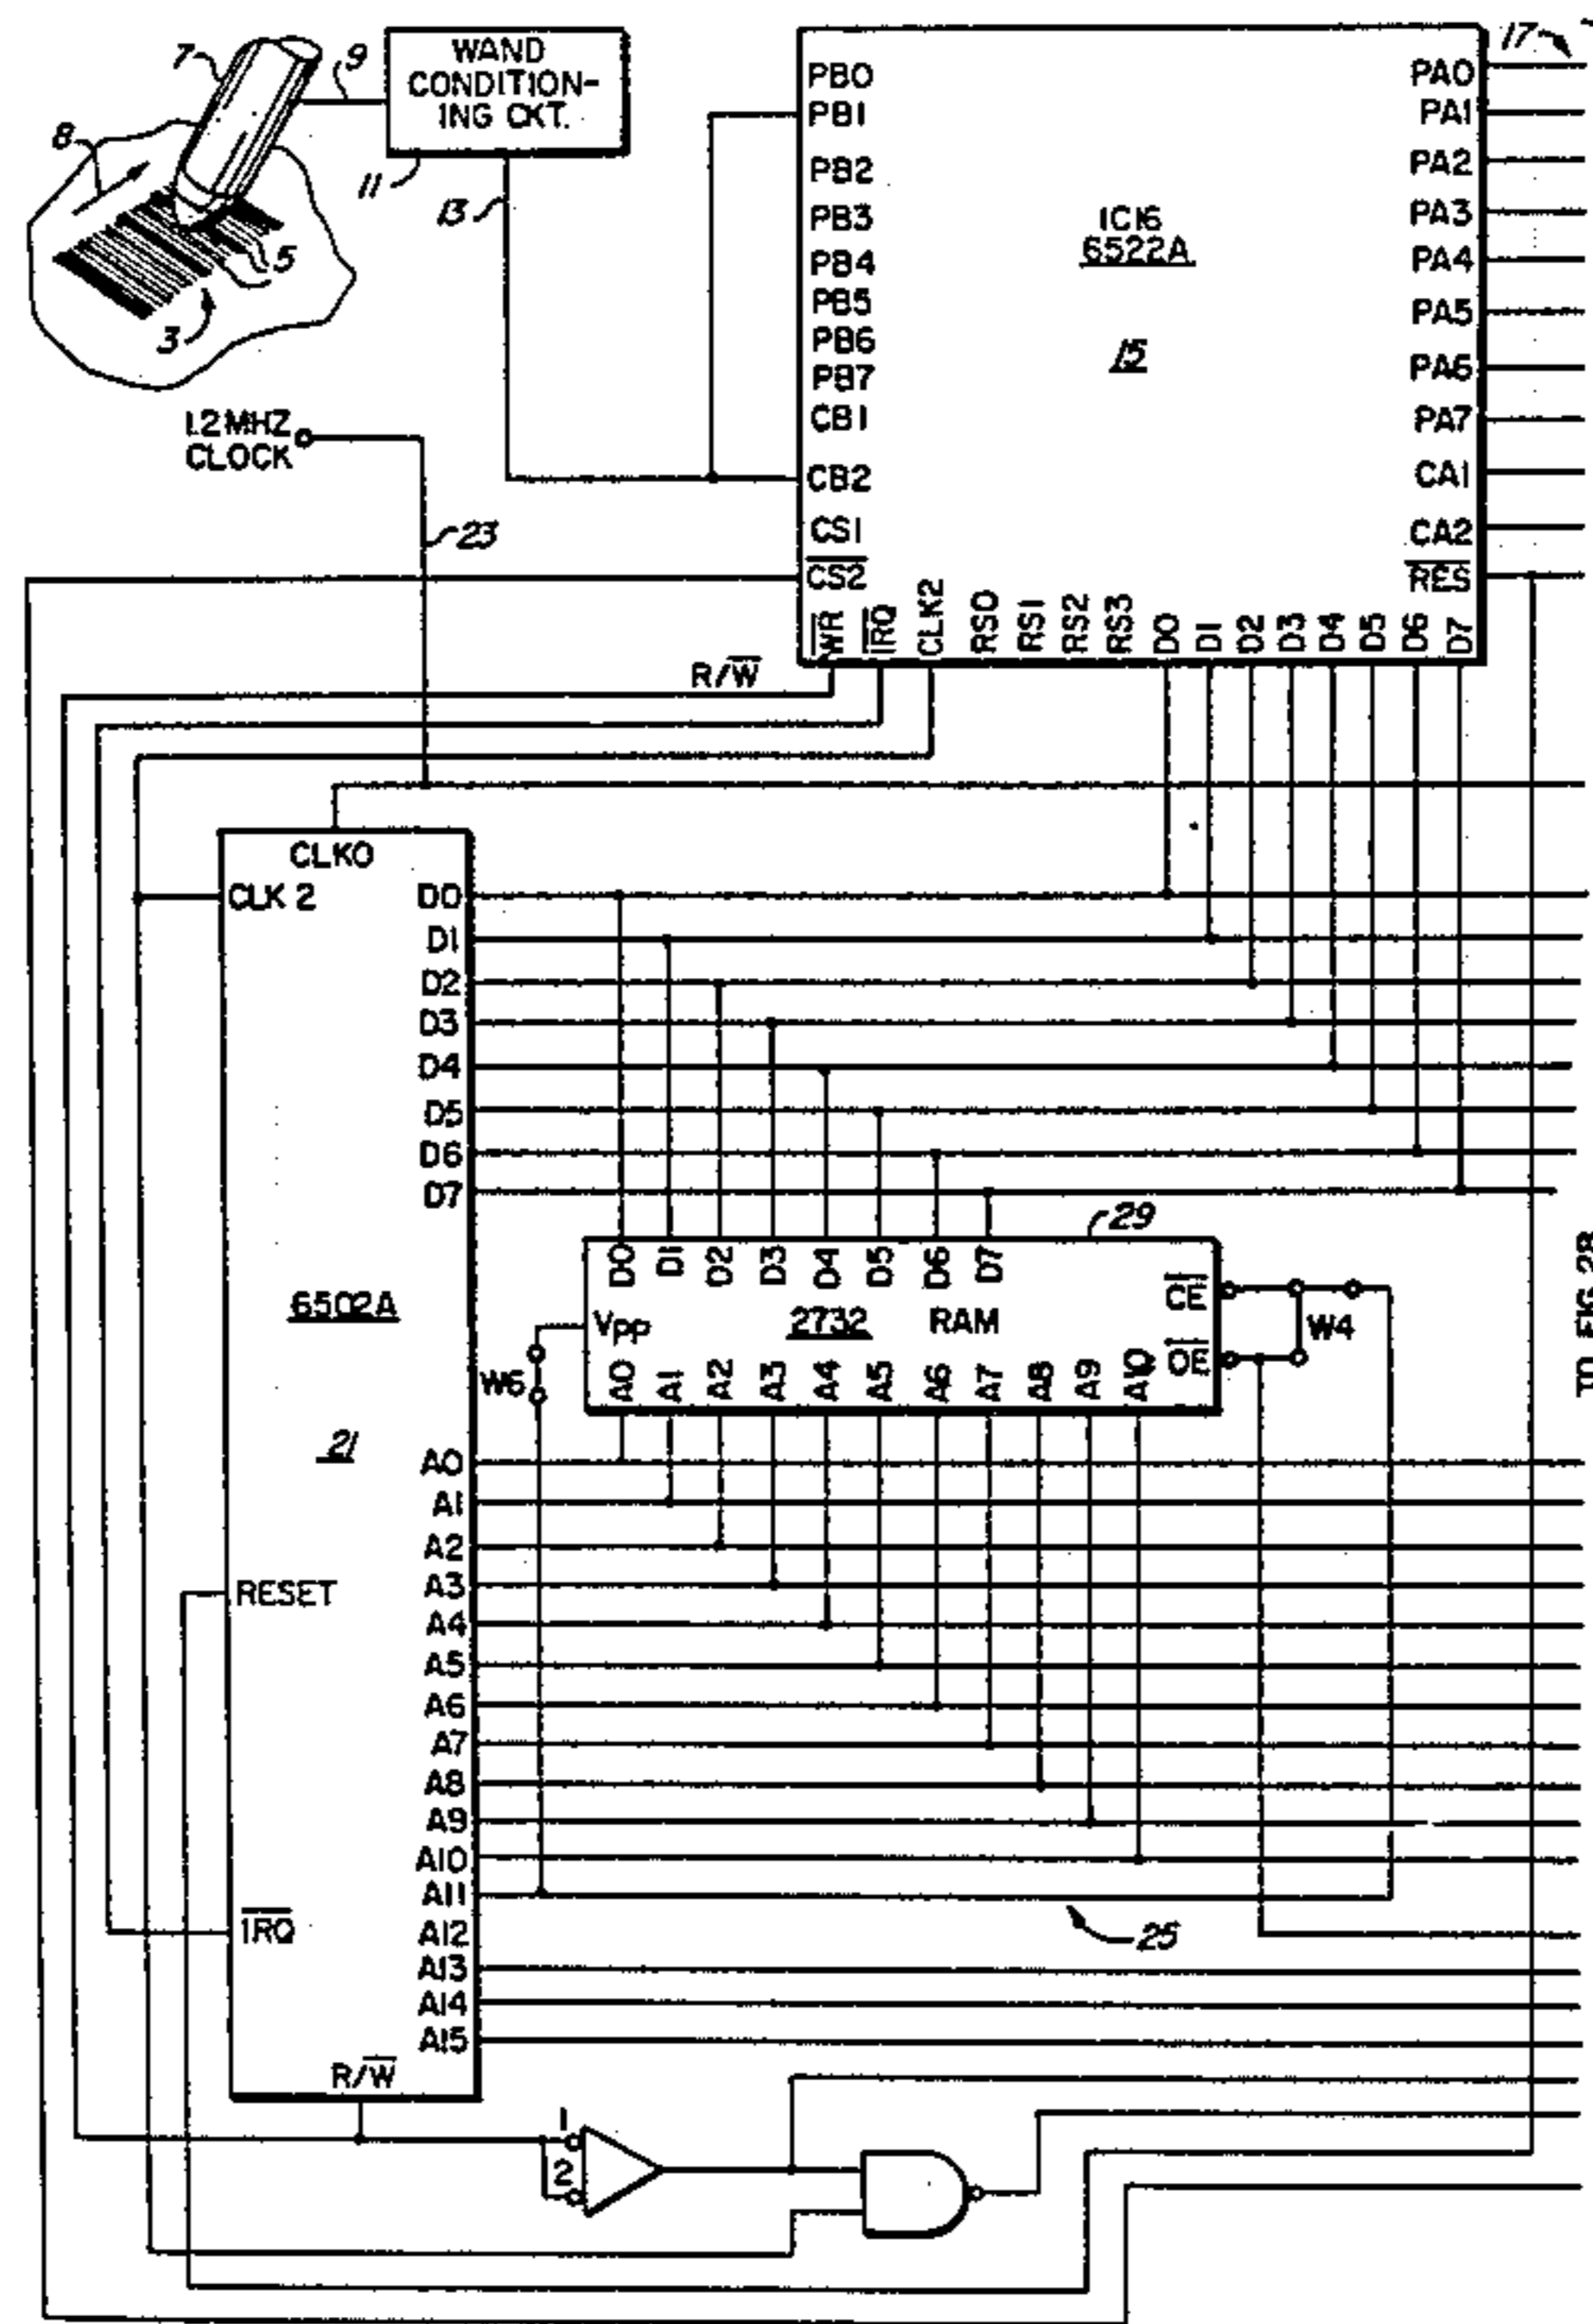 7
9
8
5
3
WAND
CONDITION-
ING CKT.
11
13
17
PB0
PB1
PB2
PB3
PB4
PB5
PB6
PB7
CB1
CB2
CS1
CS2
IC16
6522A
15
PA0
PA1
PA2
PA3
PA4
PA5
PA6
PA7
CA1
CA2
RES
WR
IRQ
CLK2
RS0
RS1
RS2
RS3
D0
D1
D2
D3
D4
D5
D6
D7
1.2MHZ
CLOCK
23
R/W
CLK0
CLK 2
D0
D1
D2
D3
D4
D5
D6
D7
6502A
21
RESET
IRQ
A0
A1
A2
A3
A4
A5
A6
A7
A8
A9
A10
A11
A12
A13
A14
A15
R/W
29
D0
D1
D2
D3
D4
D5
D6
D7
VPP
2732 RAM
CE
OE
A0
A1
A2
A3
A4
A5
A6
A7
A8
A9
A10
W4
25
1
2